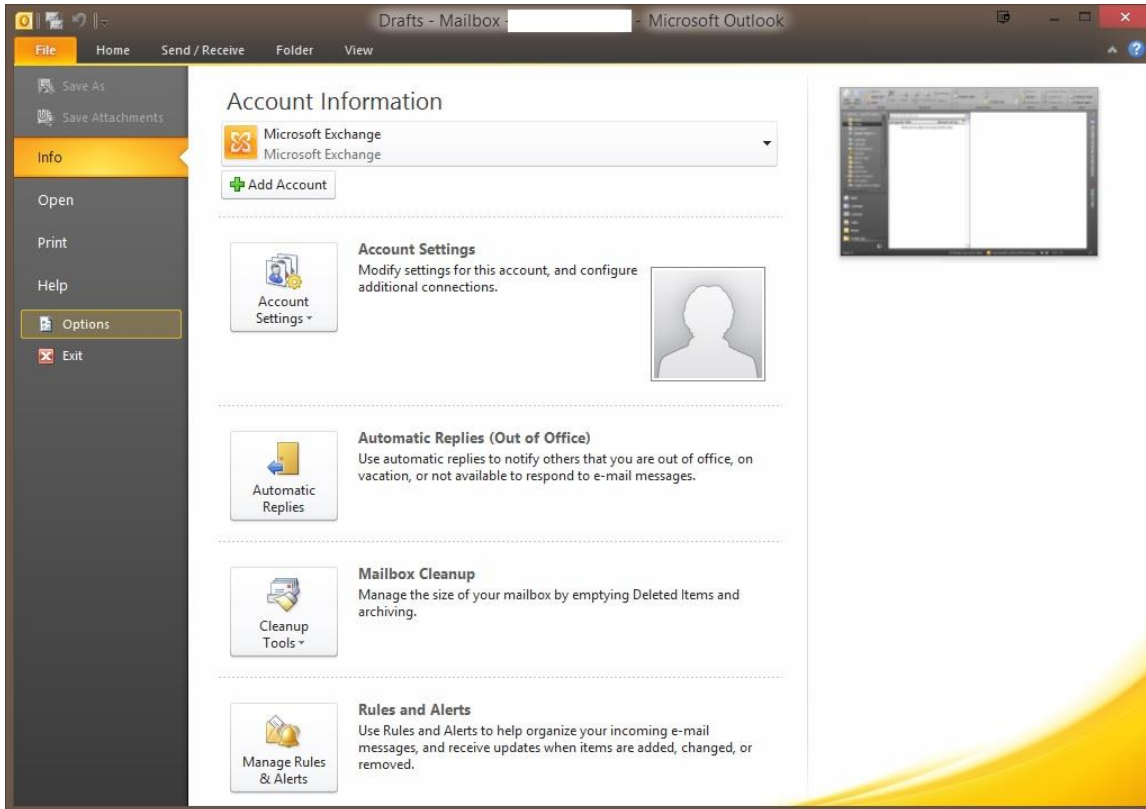 Drafts - Mailbox - - Microsoft Outlook
File Home Send / Receive Folder View
Save As
Save Attachments
Info
Open
Print
Help
Options
Exit
Account Information
Microsoft Exchange
Microsoft Exchange
Add Account
Account Settings
Account Settings
Modify settings for this account, and configure
additional connections.
Automatic Replies
Automatic Replies (Out of Office)
Use automatic replies to notify others that you are out of office, on
vacation, or not available to respond to e-mail messages.
Cleanup
Tools
Mailbox Cleanup
Manage the size of your mailbox by emptying Deleted Items and
archiving.
Manage Rules
& Alerts
Rules and Alerts
Use Rules and Alerts to help organize your incoming e-mail
messages, and receive updates when items are added, changed, or
removed.